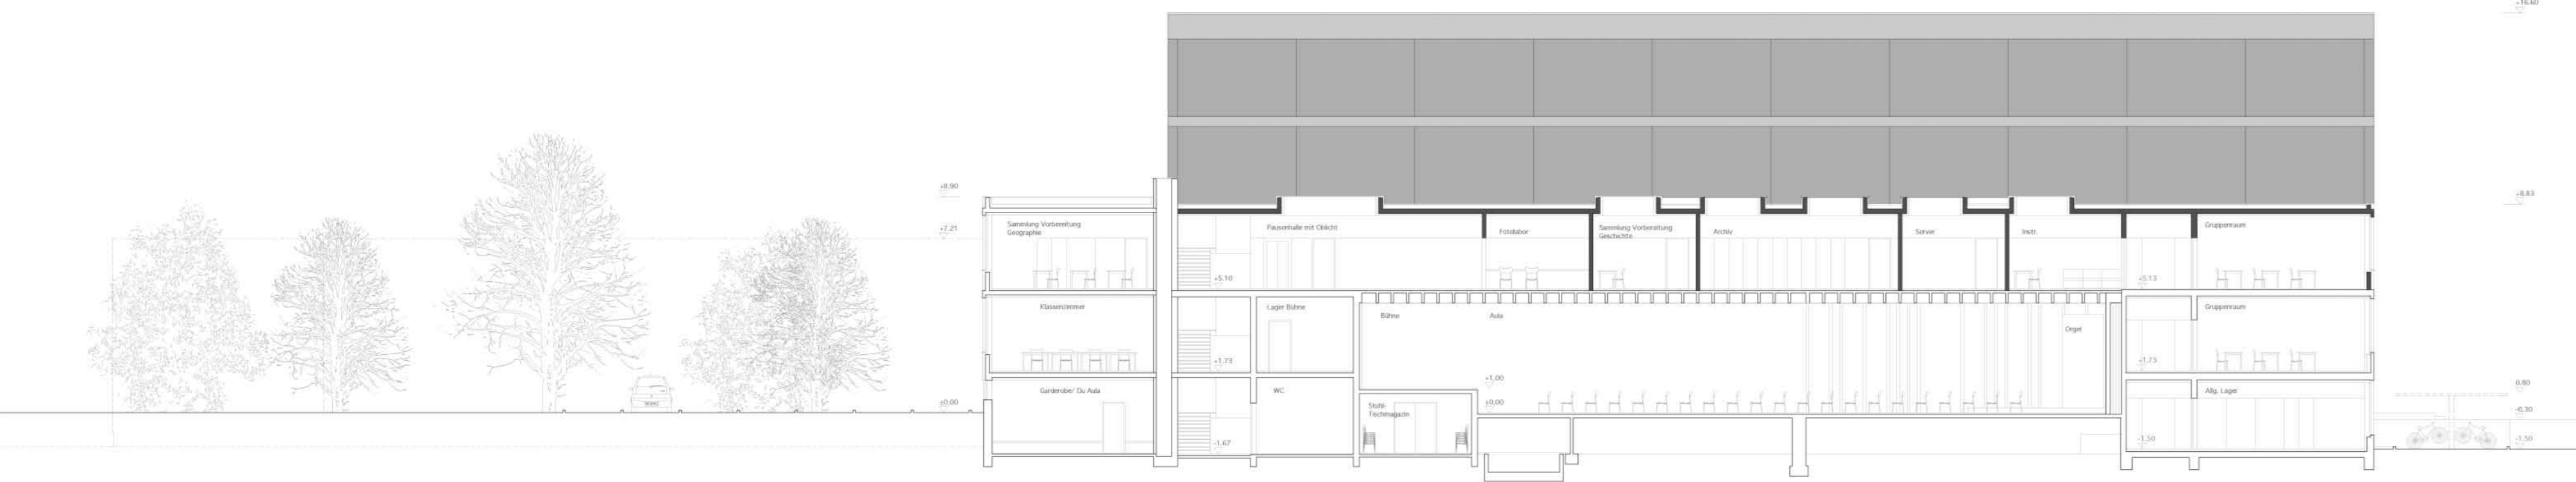 +16.60
+8.90
+8.83
+7.21
Sammlung Vorbereitung
Geographie
Pausenhalle mit Oblicht
Fotolabor
Sammlung Vorbereitung
Geschichte
Archiv
Server
Instr.
Gruppenraum
+5.10
+5.13
Klassenzimmer
Lager Bühne
Bühne
Aula
Orgel
Gruppenraum
+1.73
+1.73
+1.00
+0.00
±0.00
Garderobe/ Du Aula
WC
Stuhl-
Tischmagazin
Allg. Lager
0.80
-0.30
-1.67
-1.50
-1.50